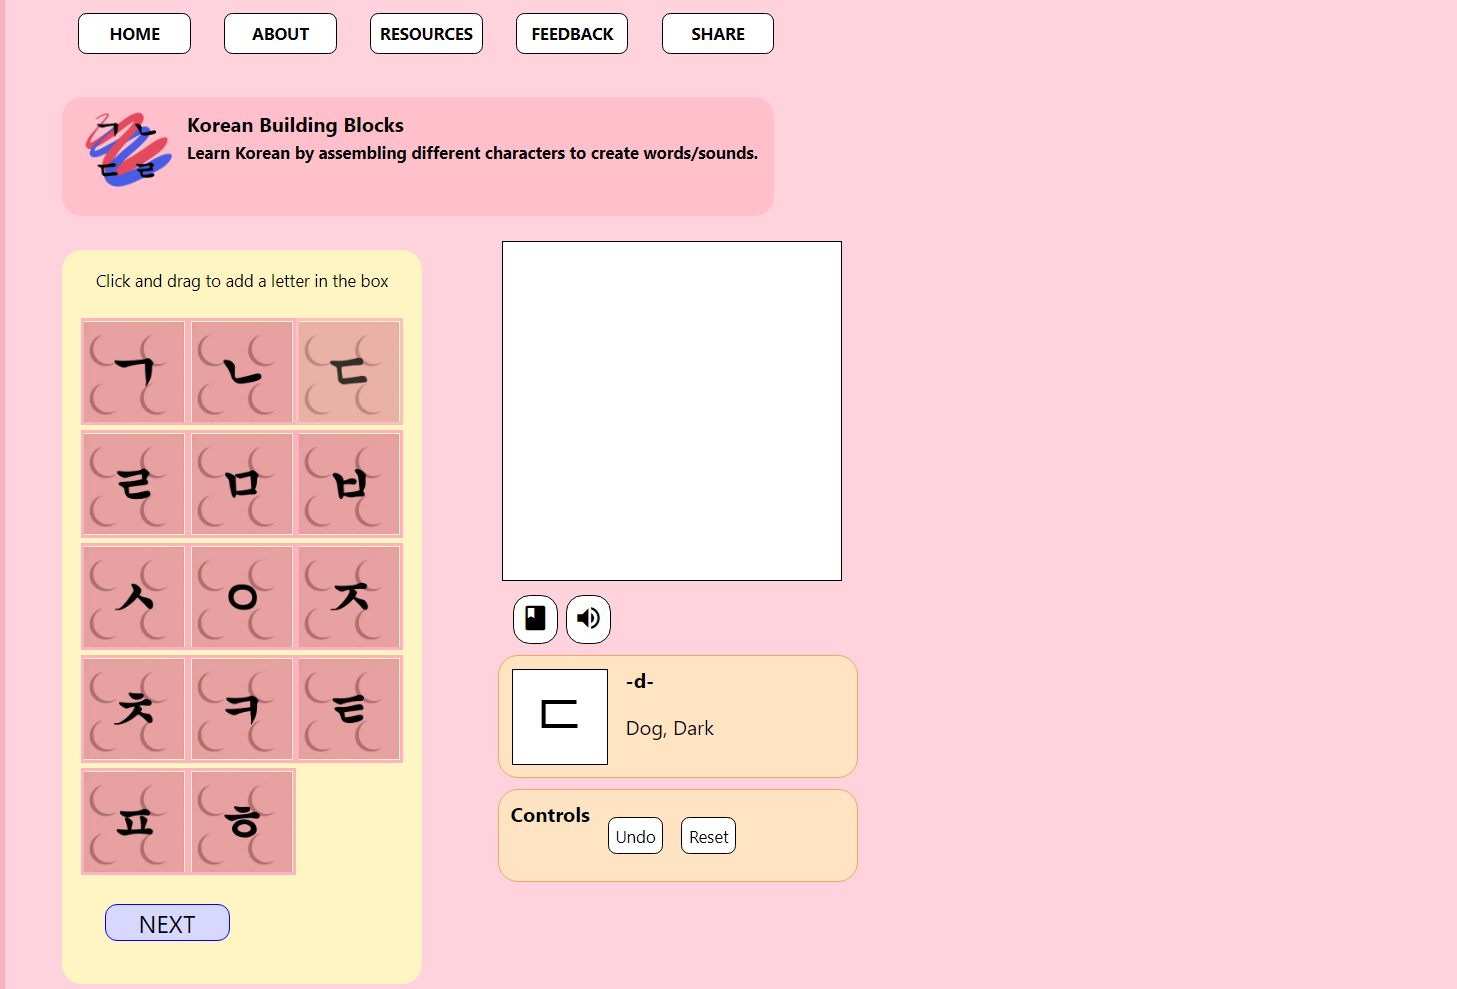 HOME ABOUT RESOURCES FEEDBACK SHARE
ㄱ ㄴ
ㄷ ㄹ
Korean Building Blocks
Learn Korean by assembling different characters to create words/sounds.
Click and drag to add a letter in the box
ㄱ ㄴ ㄷ
ㄹ ㅁ ㅂ
ㅅ ㅇ ㅈ
ㅊ ㅋ ㅌ
ㅍ ㅎ
NEXT
ㄷ
-d-
Dog, Dark
Controls
Undo Reset